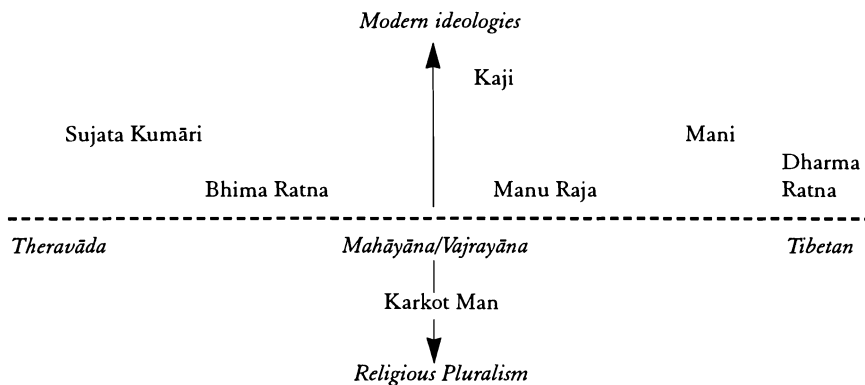 Modern ideologies
Kaji
Sujata Kumāri
Mani
Dharma
Ratna
Bhima Ratna
Manu Raja
Theravāda
Mahāyāna/Vajrayāna
Tibetan
Karkot Man
Religious Pluralism